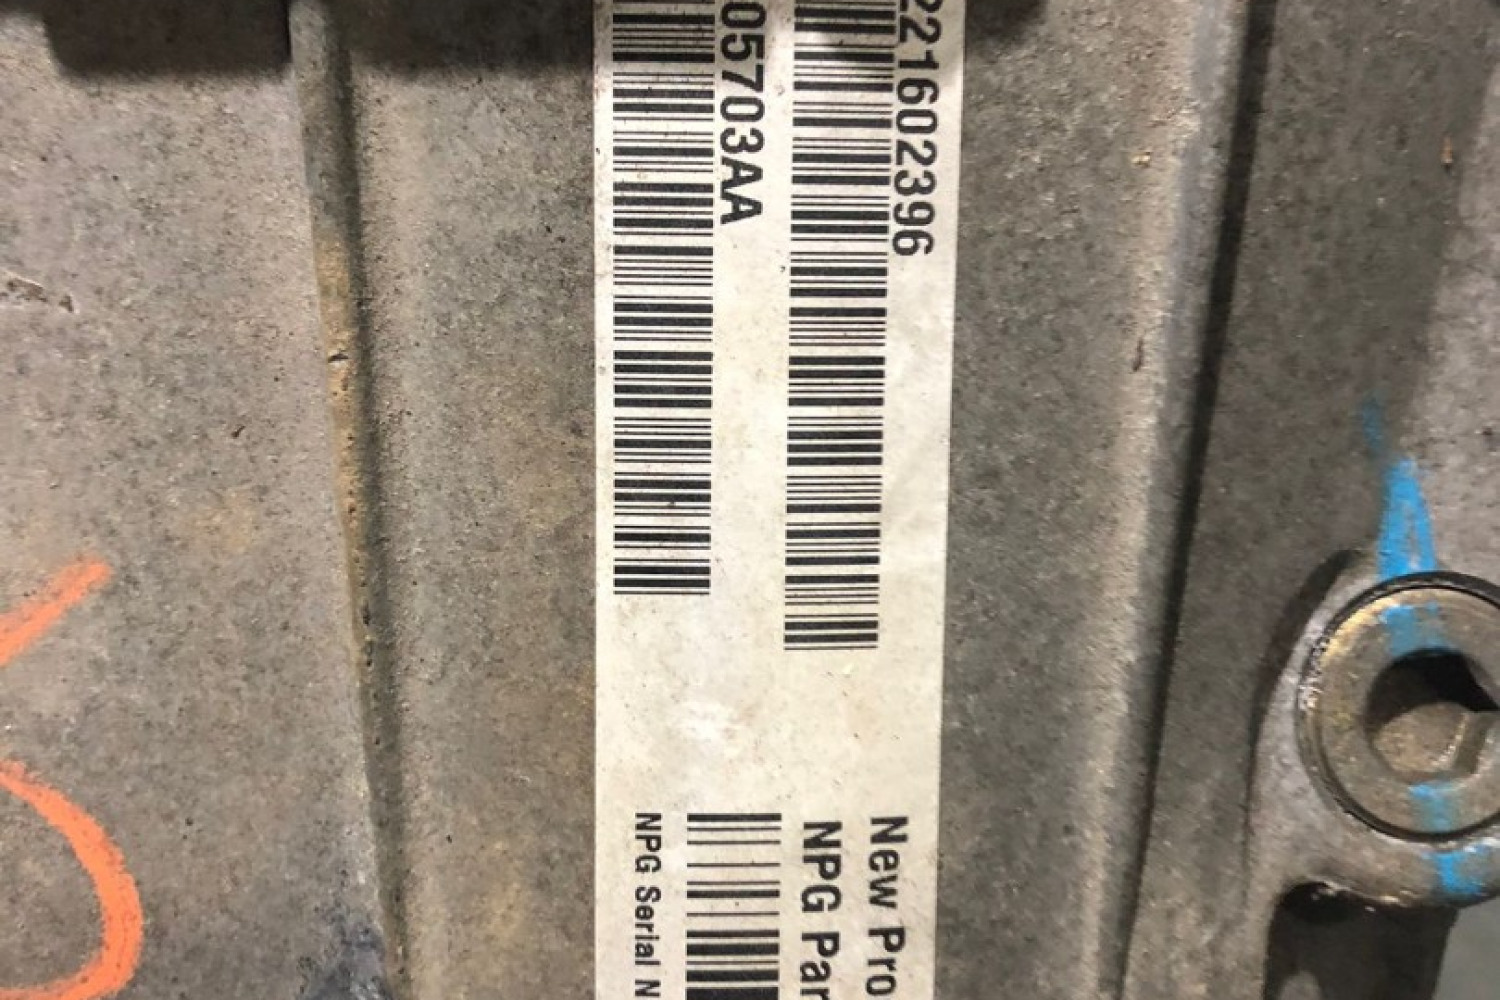 221602396
05703AA
New Pro
NPG Par
NPG Serial N